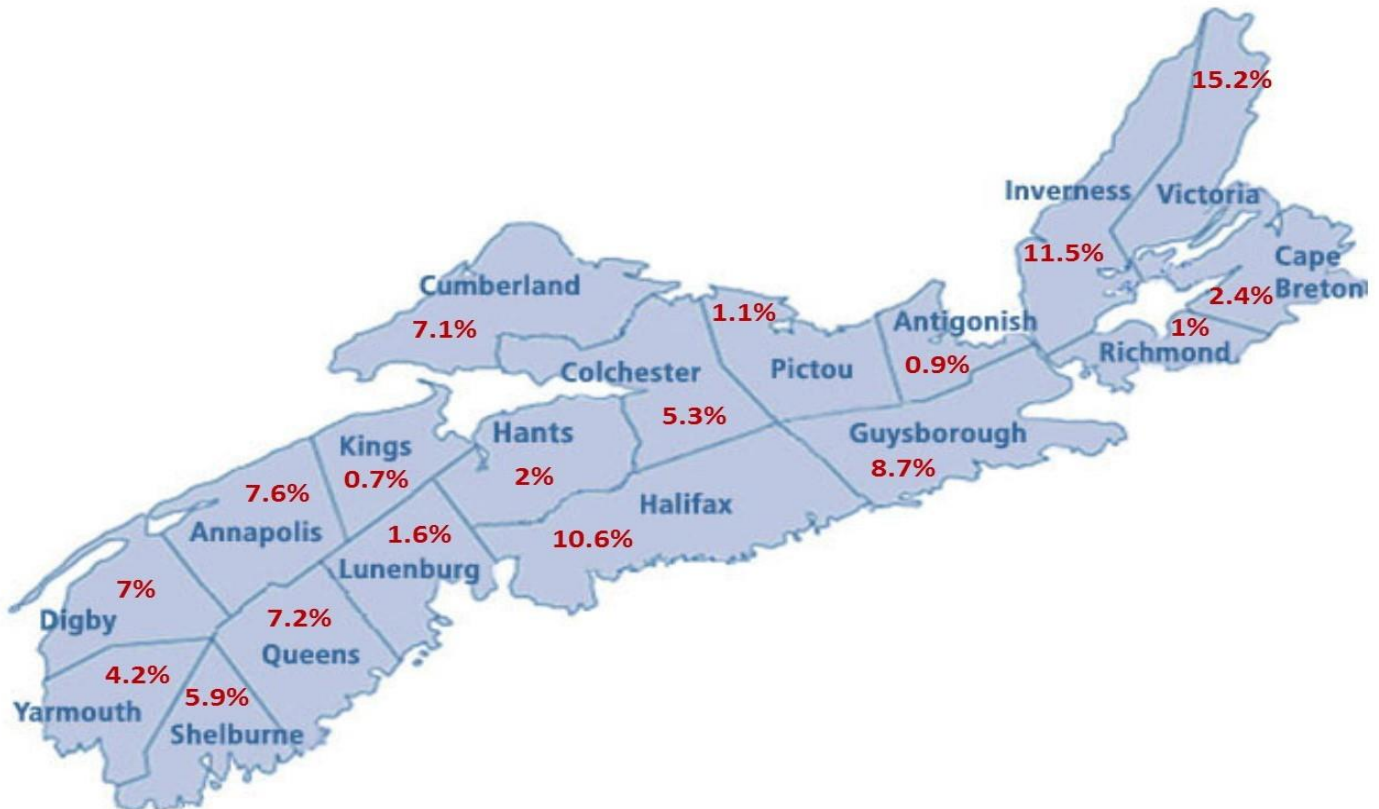 15.2%
Inverness
Victoria
11.5%
Cape
Breton
2.4%
Cumberland
7.1%
1.1%
Antigonish
0.9%
1%
Richmond
Colchester
5.3%
Pictou
Kings
0.7%
Hants
2%
Guysborough
8.7%
7.6%
Annapolis
Halifax
10.6%
1.6%
Lunenburg
7%
Digby
7.2%
Queens
4.2%
Yarmouth
5.9%
Shelburne